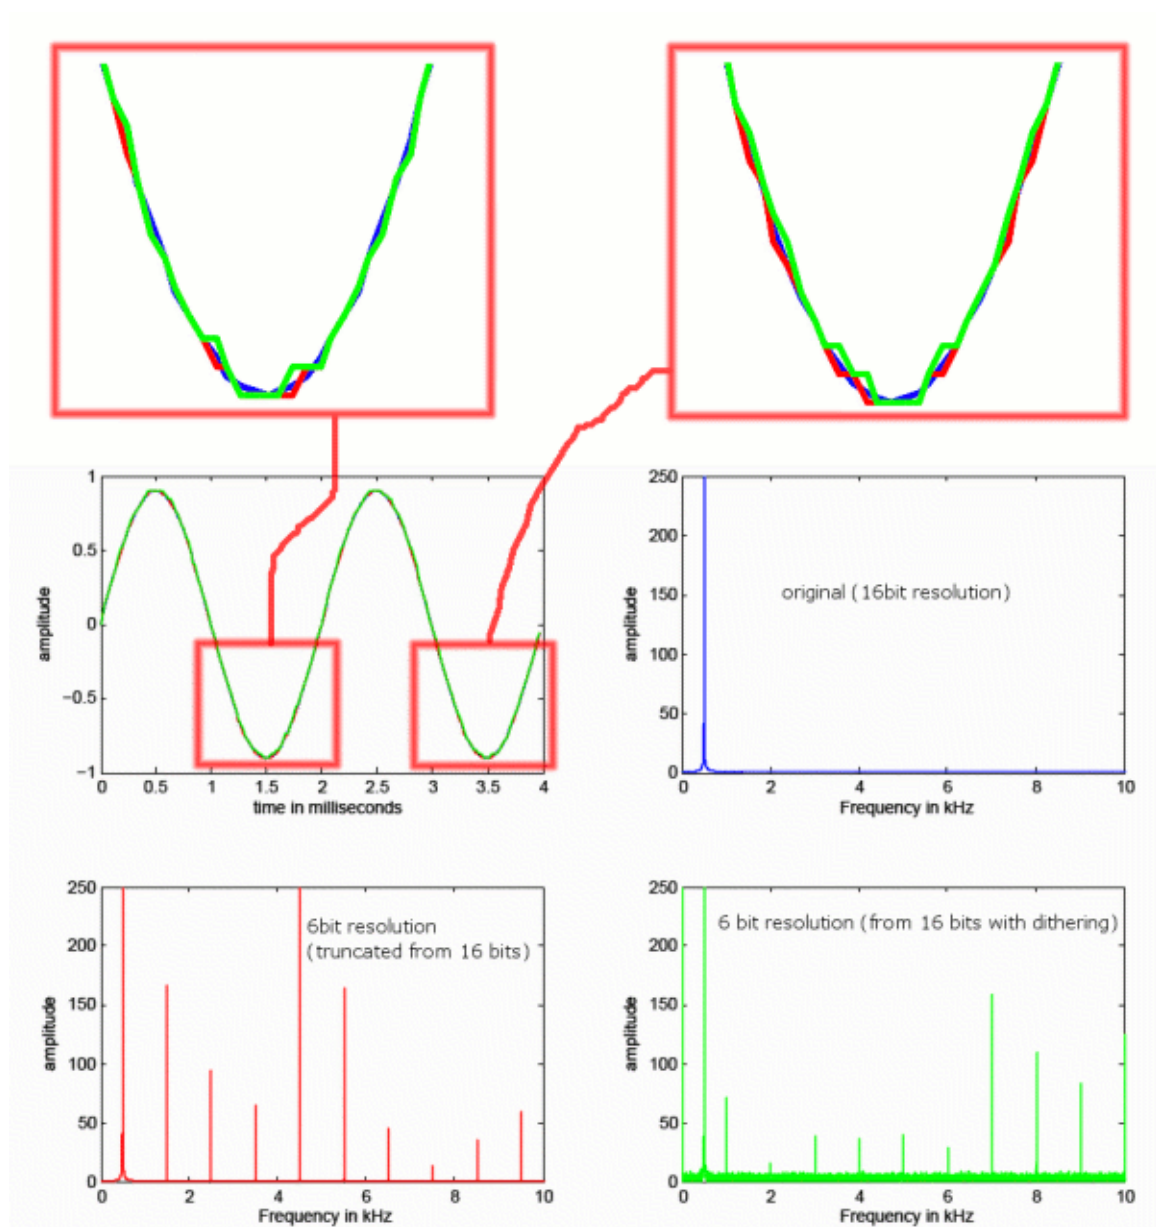 1
0.5
0
−0.5
−1
amplitude
0 0.5 1 1.5 2 2.5 3 3.5 4
time in milliseconds
250
200
150
100
50
0
amplitude
original (16bit resolution)
0 2 4 6 8 10
Frequency in kHz
250
200
150
100
50
0
amplitude
6bit resolution
(truncated from 16 bits)
0 2 4 6 8 10
Frequency in kHz
250
200
150
100
50
0
amplitude
6 bit resolution (from 16 bits with dithering)
0 2 4 6 8 10
Frequency in kHz